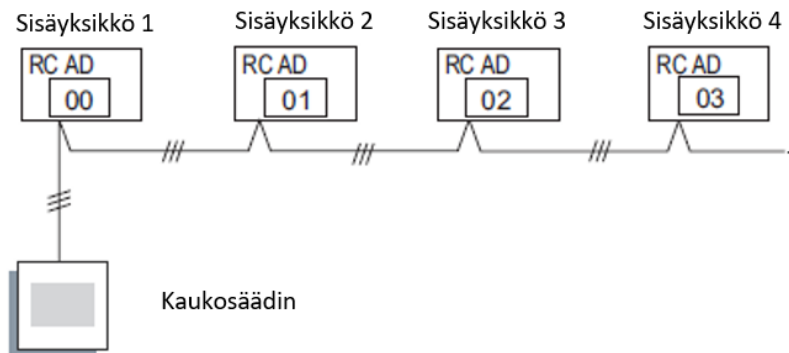 Sisäyksikkö 1
Sisäyksikkö 2
Sisäyksikkö 3
Sisäyksikkö 4
RC AD
00
RC AD
01
RC AD
02
RC AD
03
Kaukosäädin